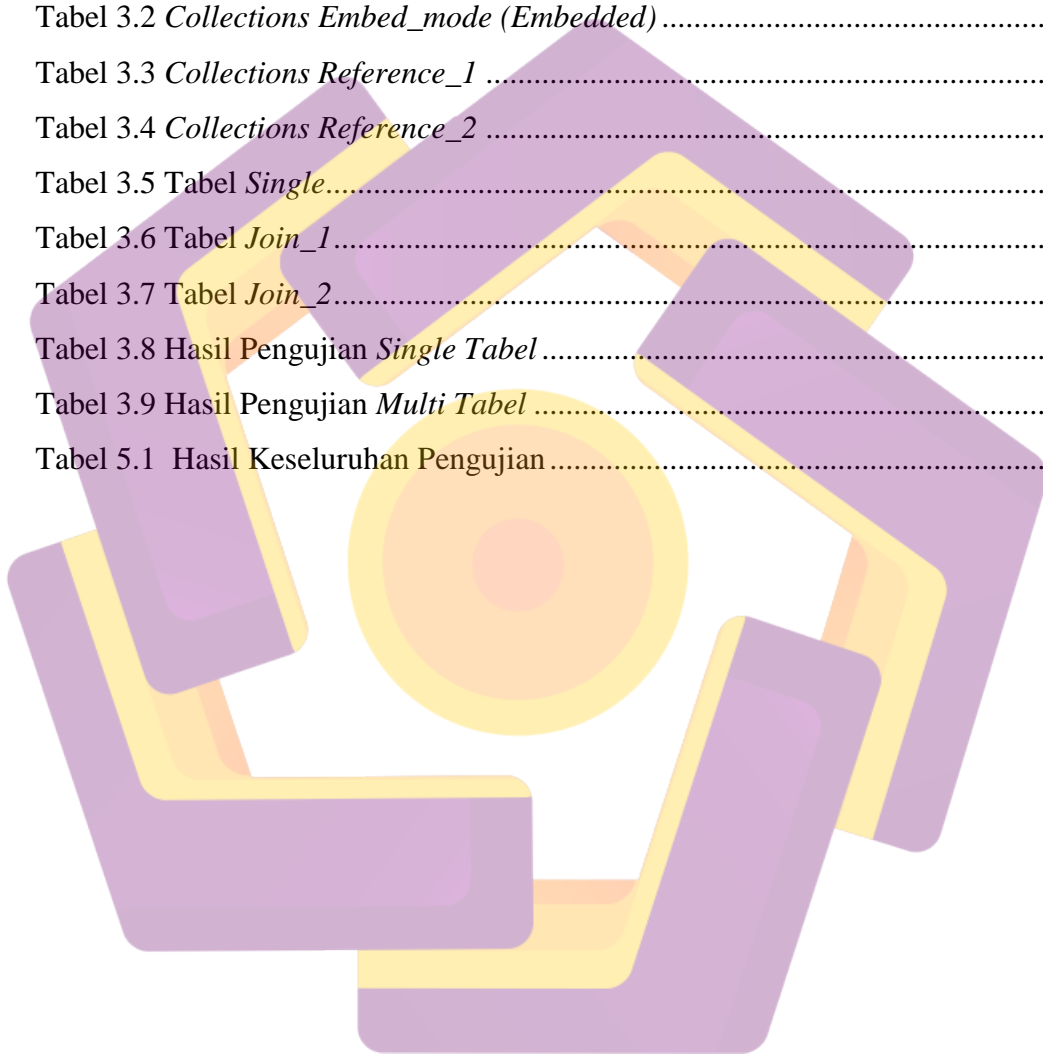 Tabel 3.2 Collections Embed_mode (Embedded)..........................................................
Tabel 3.3 Collections Reference_1 ................................................................................
Tabel 3.4 Collections Reference_2 ................................................................................
Tabel 3.5 Tabel Single....................................................................................................
Tabel 3.6 Tabel Join_1...................................................................................................
Tabel 3.7 Tabel Join_2...................................................................................................
Tabel 3.8 Hasil Pengujian Single Tabel.........................................................................
Tabel 3.9 Hasil Pengujian Multi Tabel ..........................................................................
Tabel 5.1  Hasil Keseluruhan Pengujian........................................................................